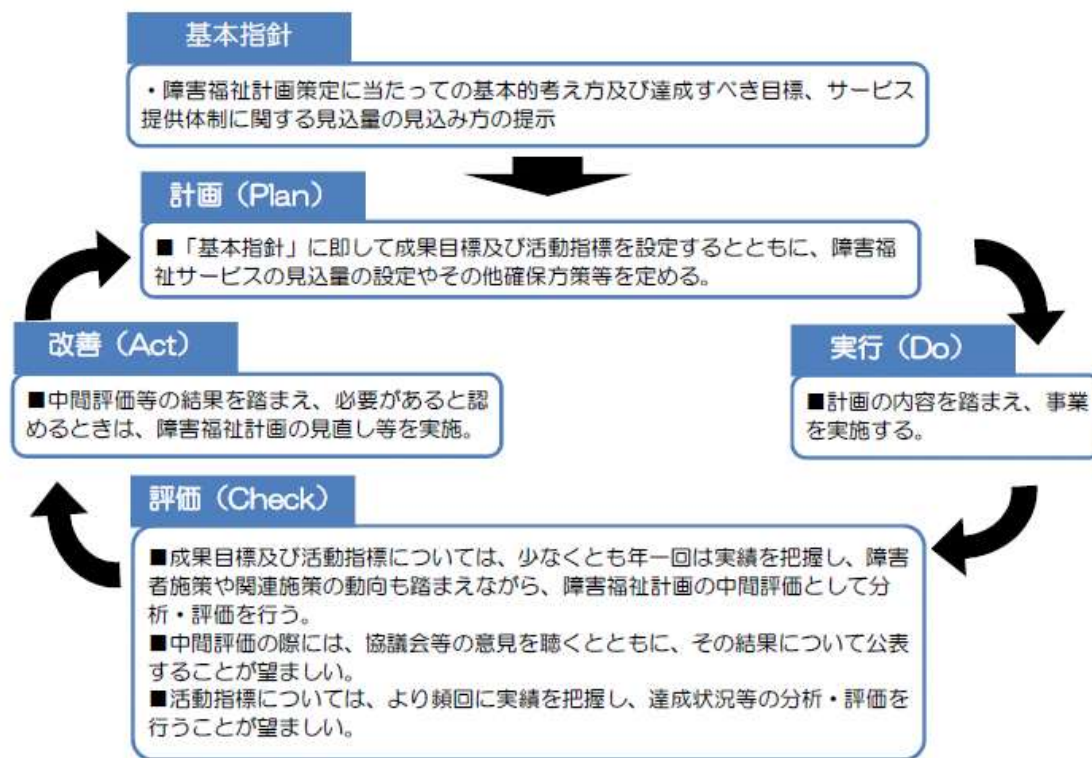 基本指針
・障害福祉計画策定に当たっての基本的考え方及び達成すべき目標、サービス
提供体制に関する見込量の見込み方の提示
計画（Plan）
■「基本指針」に即して成果目標及び活動指標を設定するとともに、障害福
祉サービスの見込量の設定やその他確保方策等を定める。
改善（Act）
■中間評価等の結果を踏まえ、必要があると認
めるときは、障害福祉計画の見直し等を実施。
実行（Do）
■計画の内容を踏まえ、事業
を実施する。
評価（Check）
■成果目標及び活動指標については、少なくとも年一回は実績を把握し、障害
者施策や関連施策の動向も踏まえながら、障害福祉計画の中間評価として分
析・評価を行う。
■中間評価の際には、協議会等の意見を聴くとともに、その結果について公表
することが望ましい。
■活動指標については、より頻回に実績を把握し、達成状況等の分析・評価を
行うことが望ましい。